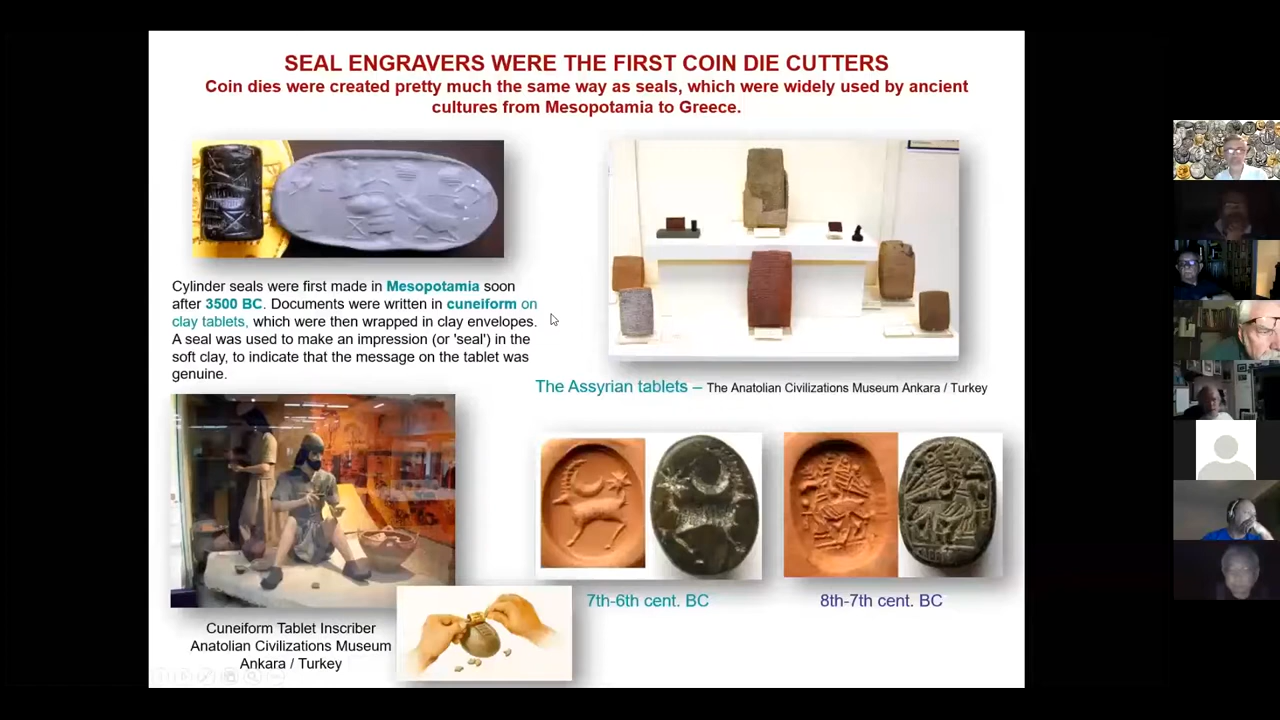 SEAL ENGRAVERS WERE THE FIRST COIN DIE CUTTERS
Coin dies were created pretty much the same way as seals, which were widely used by ancient
cultures from Mesopotamia to Greece.
Cylinder seals were first made in Mesopotamia soon
after 3500 BC. Documents were written in cuneiform on
clay tablets, which were then wrapped in clay envelopes.
A seal was used to make an impression (or 'seal') in the
soft clay, to indicate that the message on the tablet was
genuine.
The Assyrian tablets – The Anatolian Civilizations Museum Ankara / Turkey
7th-6th cent. BC
8th-7th cent. BC
Cuneiform Tablet Inscriber
Anatolian Civilizations Museum
Ankara / Turkey